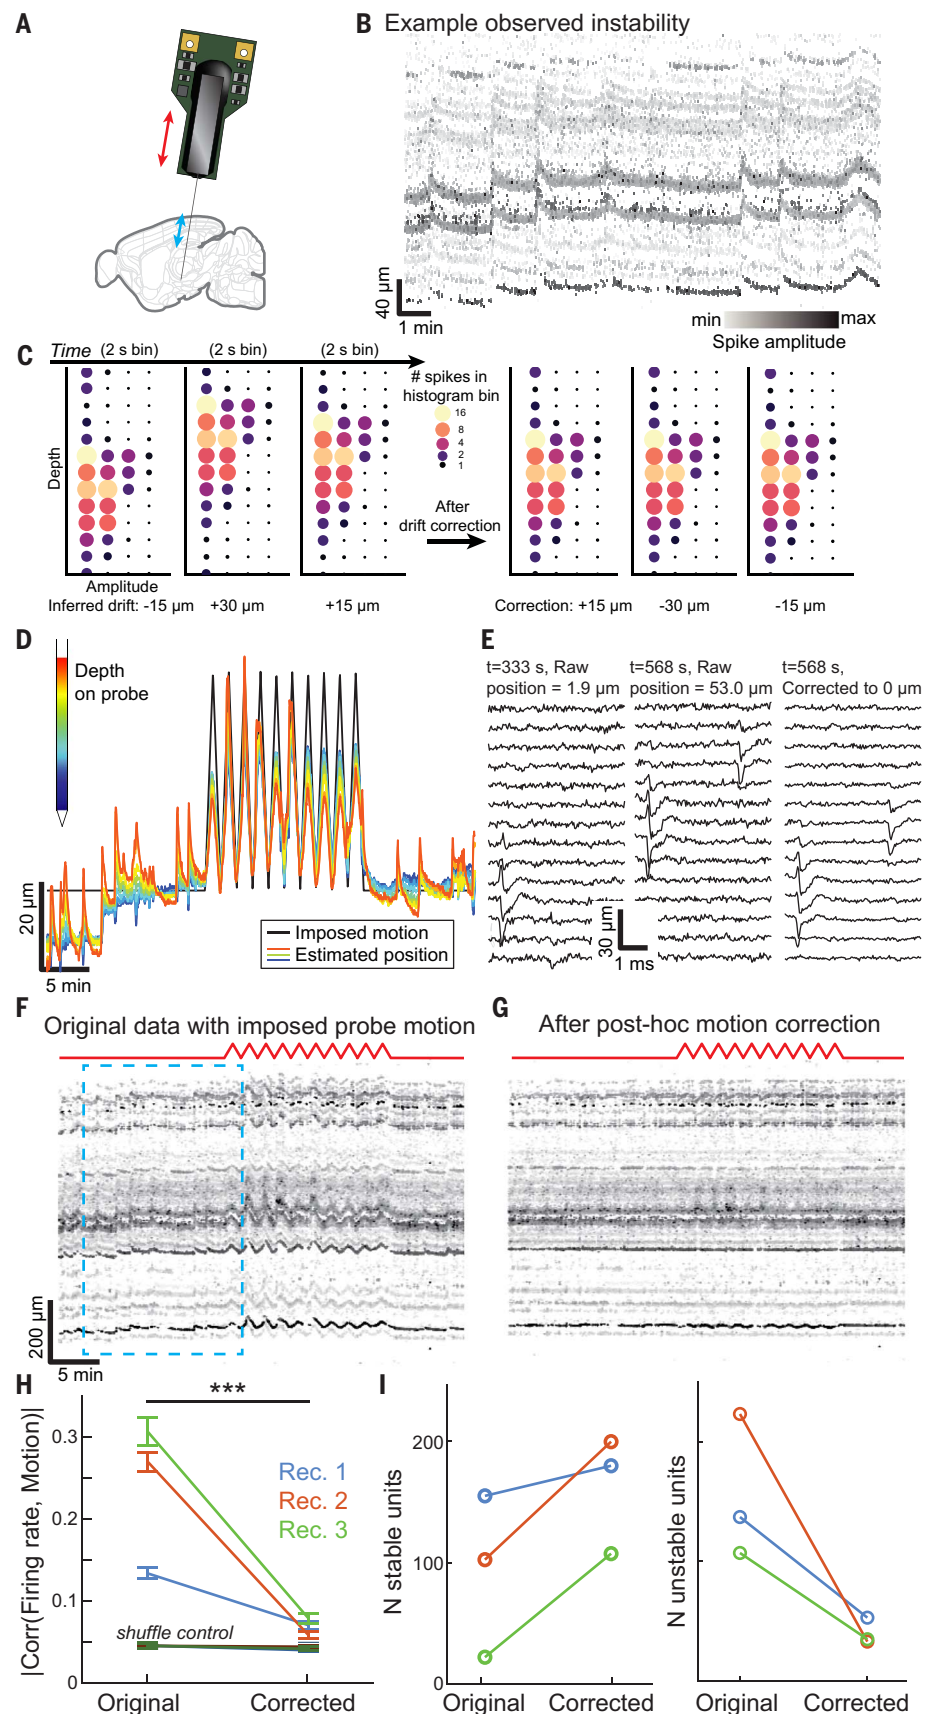 A
B Example observed instability
40 µm
1 min
min max
Spike amplitude
C
Time (2 s bin) (2 s bin) (2 s bin)
# spikes in
histogram bin
16
8
4
2
1
Depth
After
drift correction
Amplitude
Inferred drift: -15 µm +30 µm +15 µm Correction: +15 µm -30 µm -15 µm
D
Depth
on probe
20 µm
5 min
Imposed motion
Estimated position
E
t=333 s, Raw
position = 1.9 µm
t=568 s, Raw
position = 53.0 µm
t=568 s,
Corrected to 0 µm
30 µm
1 ms
F
Original data with imposed probe motion
200 µm
5 min
G
After post-hoc motion correction
H
***
|Corr(Firing rate, Motion)|
0.3
0.2
0.1
0
Rec. 1
Rec. 2
Rec. 3
shuffle control
Original Corrected
I
N stable units
200
100
0
Original Corrected
N unstable units
Original Corrected